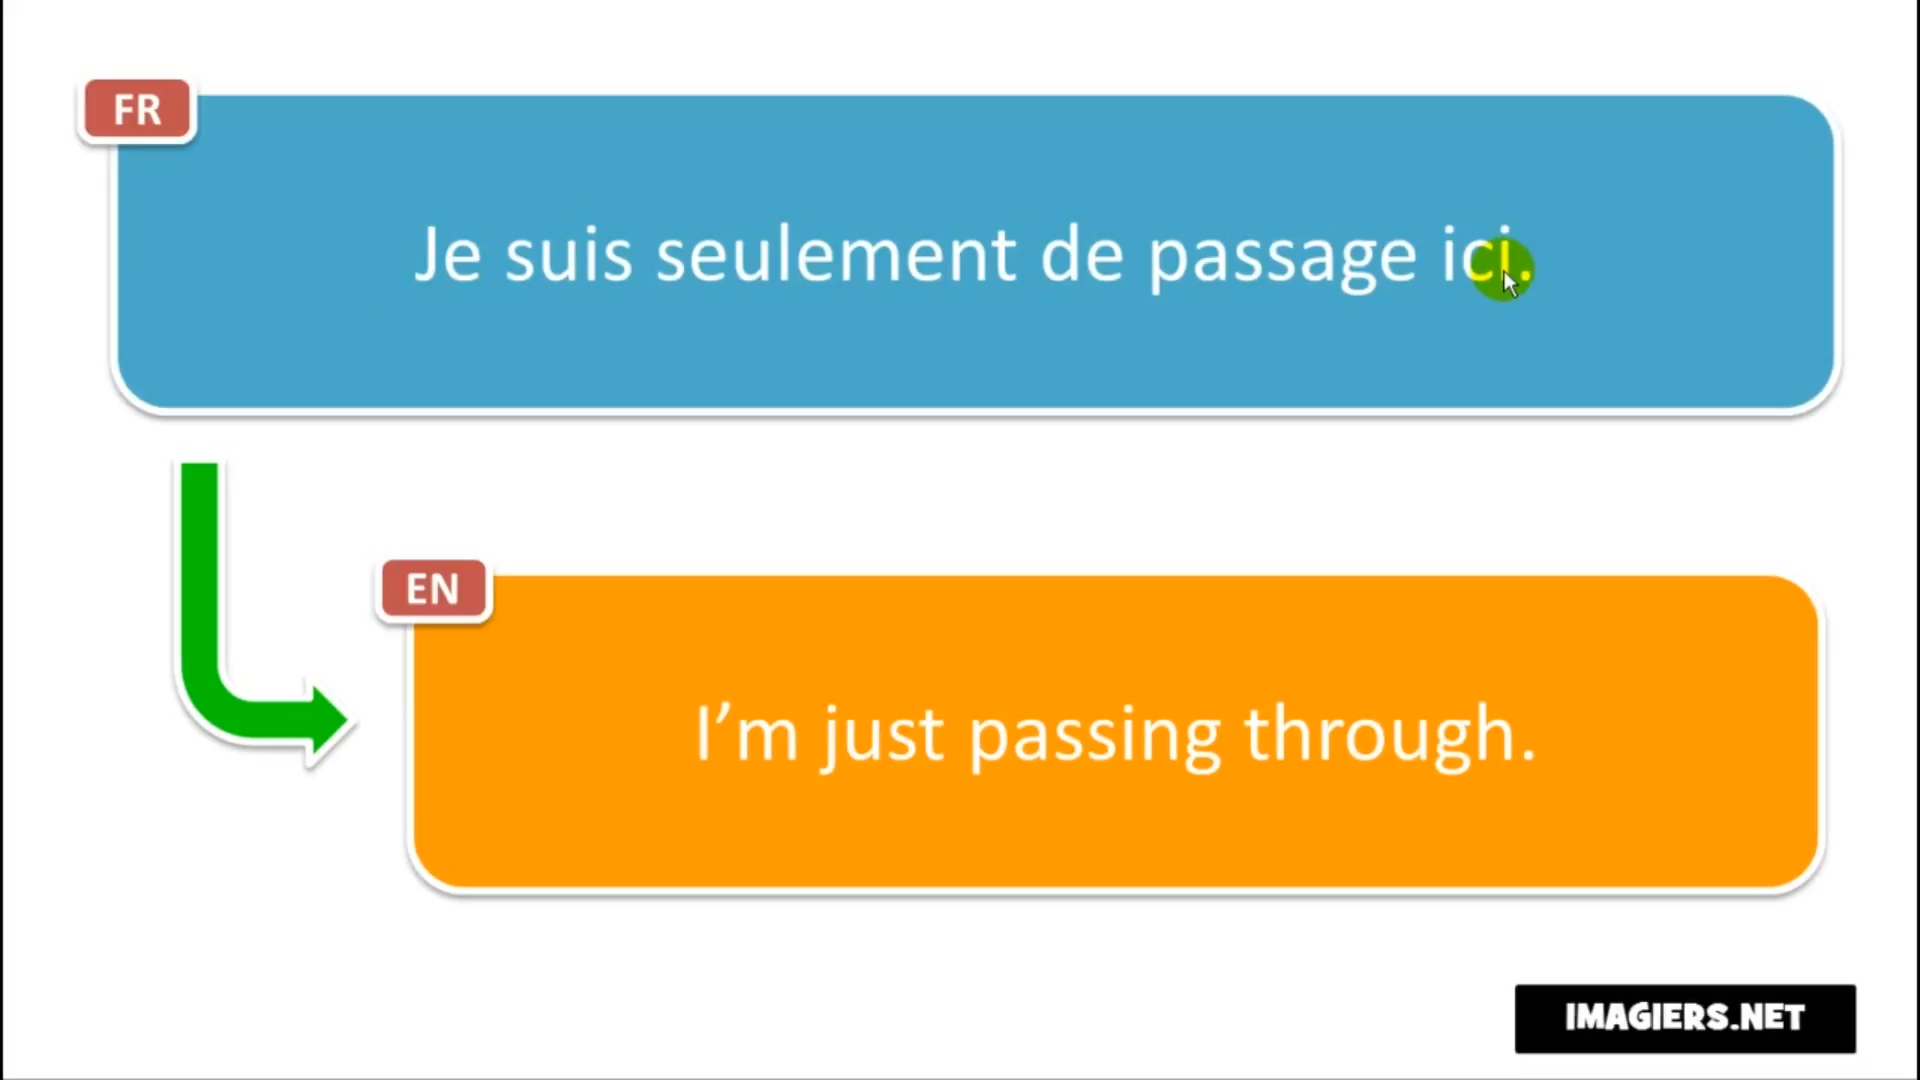 FR
Je suis seulement de passage ici.
EN
I’m just passing through.
IMAGIERS.NET